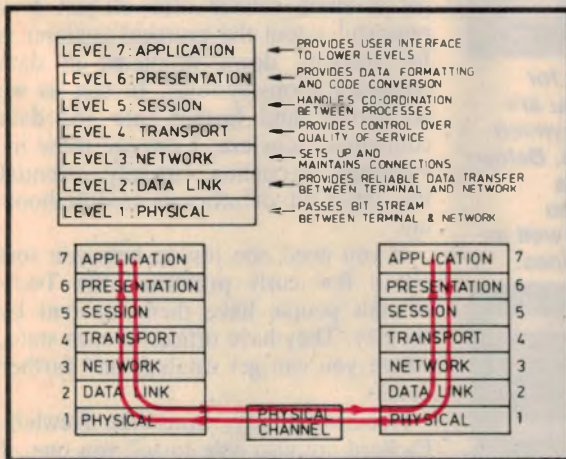 LEVEL 7: APPLICATION
PROVIDES USER INTERFACE
TO LOWER LEVELS
LEVEL 6: PRESENTATION
PROVIDES DATA FORMATTING
AND CODE CONVERSION
LEVEL 5: SESSION
HANDLES CO-ORDINATION
BETWEEN PROCESSES
LEVEL 4 TRANSPORT
PROVIDES CONTROL OVER
QUALITY OF SERVICE
LEVEL 3 NETWORK
SETS UP AND
MAINTAINS CONNECTIONS
LEVEL 2: DATA LINK
PROVIDES RELIABLE DATA TRANSFER
BETWEEN TERMINAL AND NETWORK
LEVEL 1: PHYSICAL
PASSES BIT STREAM
BETWEEN TERMINAL & NETWORK
7 APPLICATION
6 PRESENTATION
5 SESSION
4 TRANSPORT
3 NETWORK
2 DATA LINK
1 PHYSICAL
PHYSICAL
CHANNEL
APPLICATION 7
PRESENTATION 6
SESSION 5
TRANSPORT 4
NETWORK 3
DATA LINK 2
PHYSICAL 1